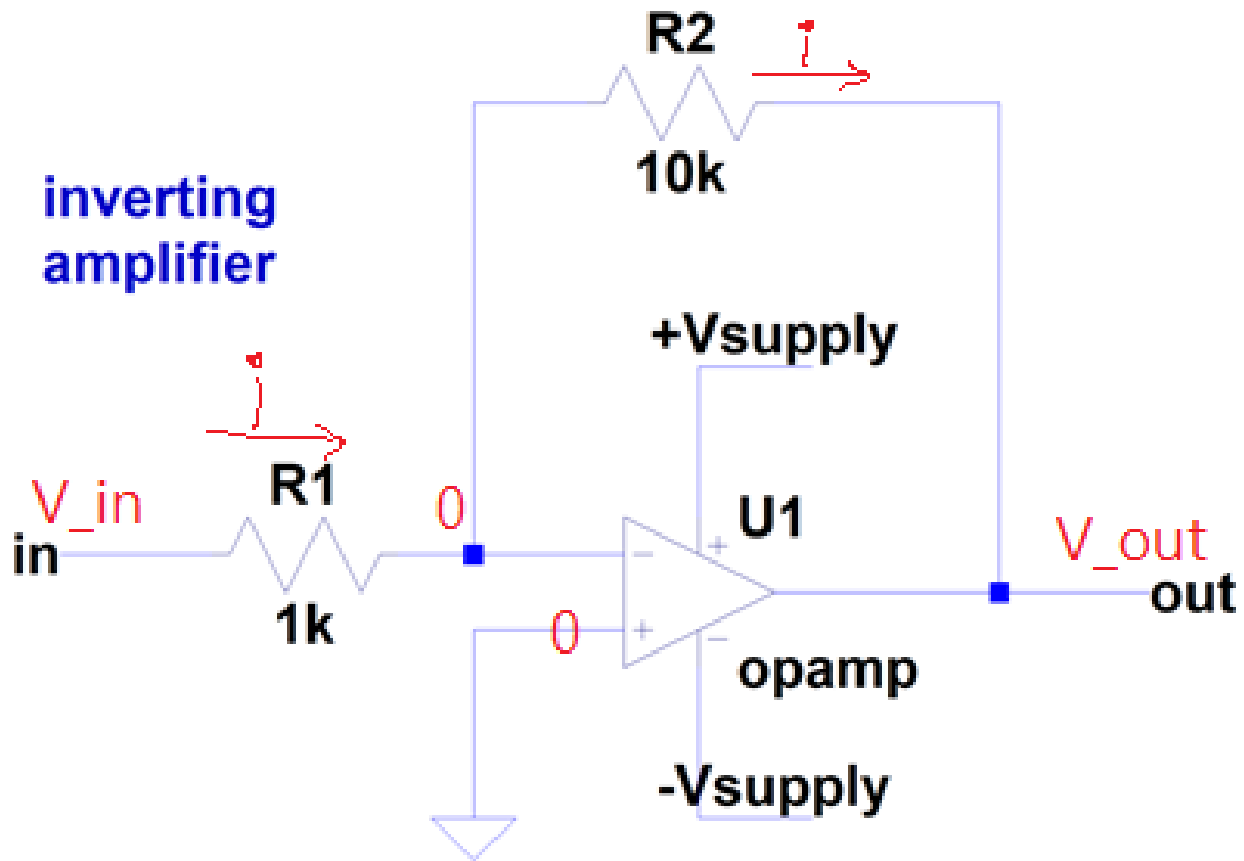 R2
i
10k
inverting
amplifier
+Vsupply
i
R1
V_in
0
U1
+
V_out
in
-
out
1k
0
+
-
opamp
-Vsupply